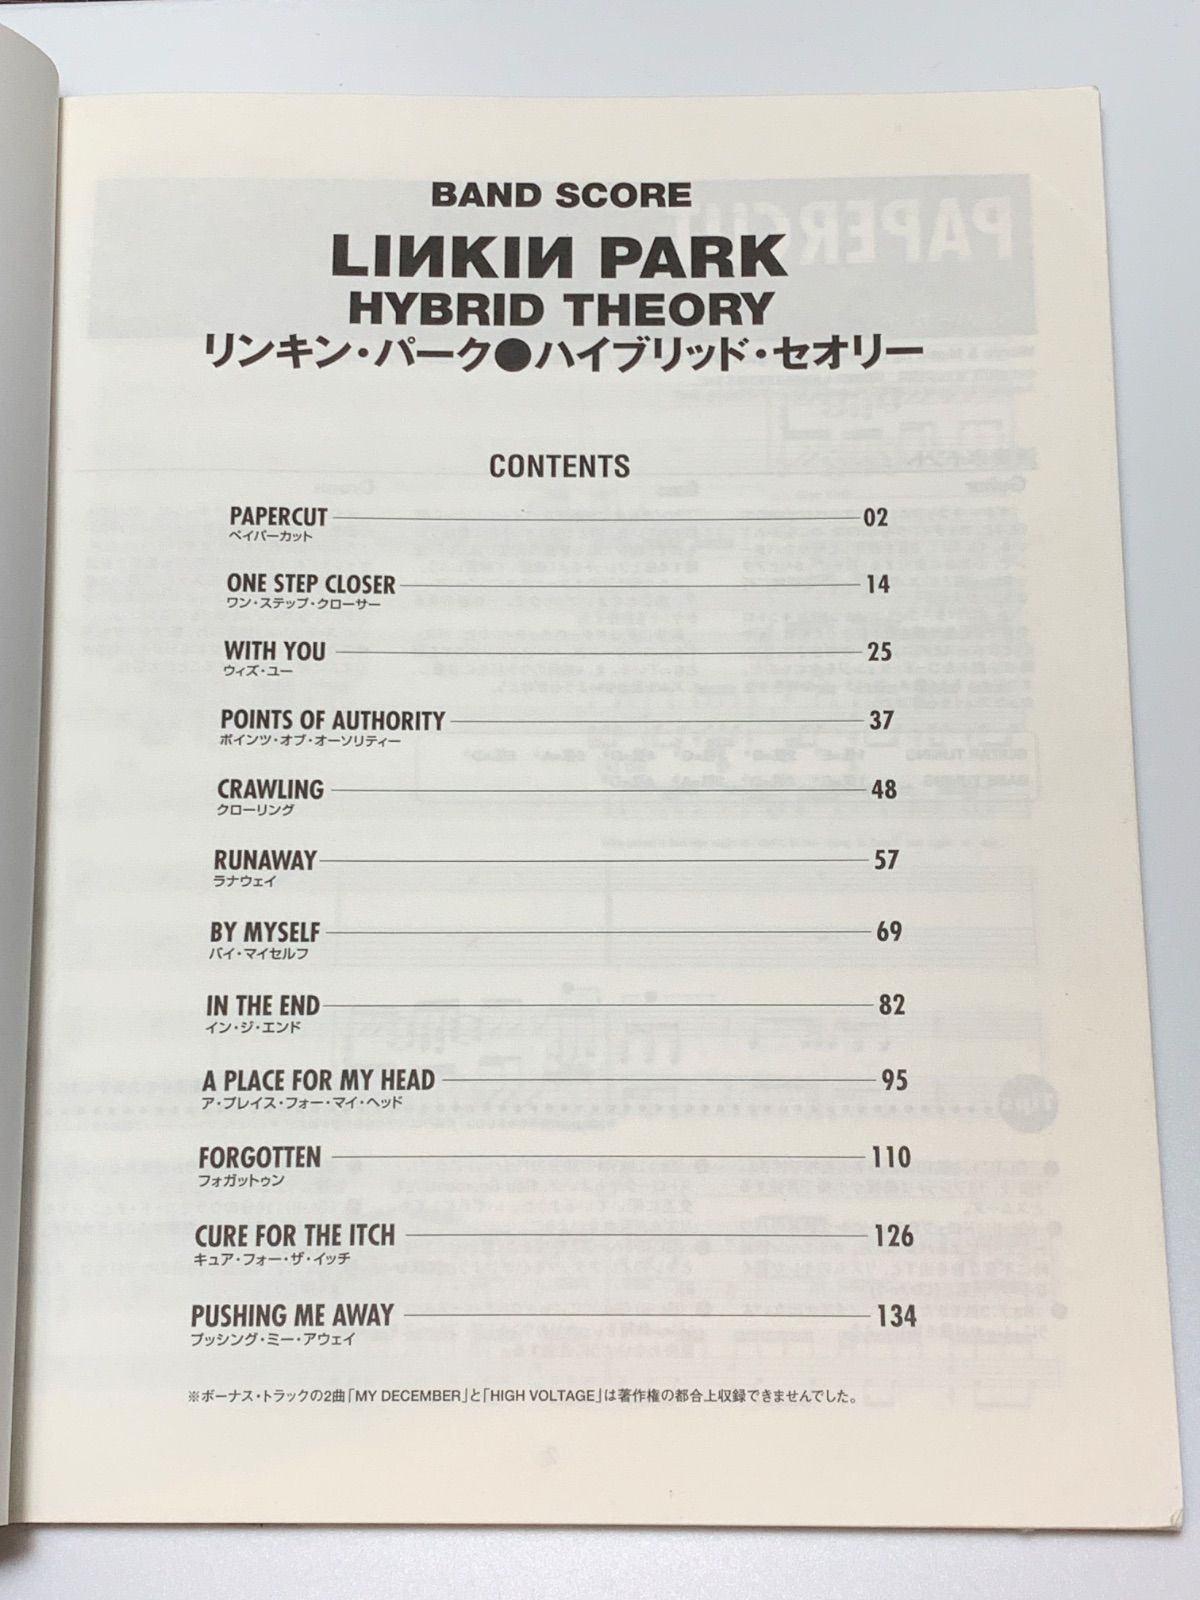 BAND SCORE
LIИKIИ PARK
HYBRID THEORY
リンキン・パーク●ハイブリッド・セオリー
CONTENTS
PAPERCUT 02
ペイパーカット
ONE STEP CLOSER 14
ワン・ステップ・クローサー
WITH YOU 25
ウィズ・ユー
POINTS OF AUTHORITY 37
ポインツ・オブ・オーソリティー
CRAWLING 48
クローリング
RUNAWAY 57
ラナウェイ
BY MYSELF 69
バイ・マイセルフ
IN THE END 82
イン・ジ・エンド
A PLACE FOR MY HEAD 95
ア・プレイス・フォー・マイ・ヘッド
FORGOTTEN 110
フォガットゥン
CURE FOR THE ITCH 126
キュア・フォー・ザ・イッチ
PUSHING ME AWAY 134
プッシング・ミー・アウェイ
※ボーナス・トラックの2曲「MY DECEMBER」と「HIGH VOLTAGE」は著作権の都合上収録できませんでした。